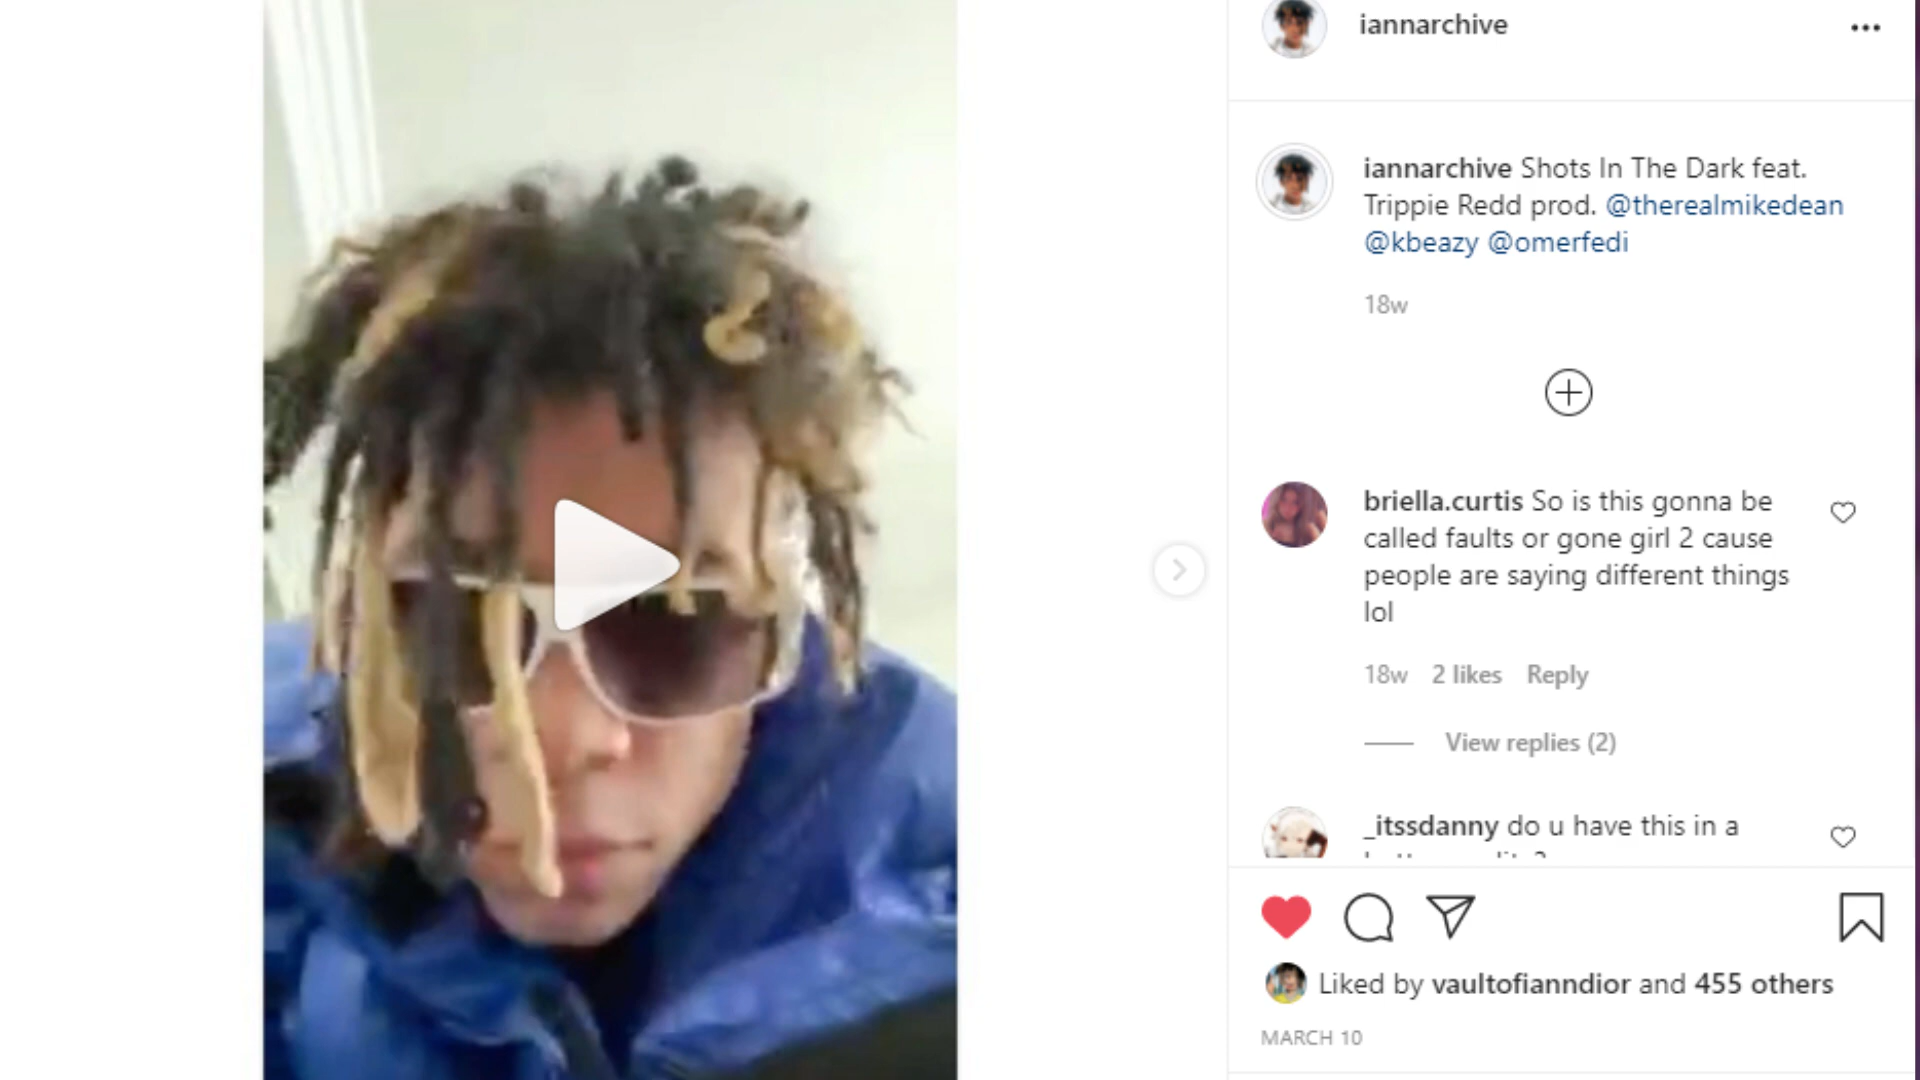 iannarchive
iannarchive Shots In The Dark feat.
Trippie Redd prod. @therealmikedean
@kbeazy @omerfedi
18w
briella.curtis So is this gonna be
called faults or gone girl 2 cause
people are saying different things
lol
18w 2 likes Reply
View replies (2)
_itssdanny do u have this in a
Liked by vaultofianndior and 455 others
MARCH 10